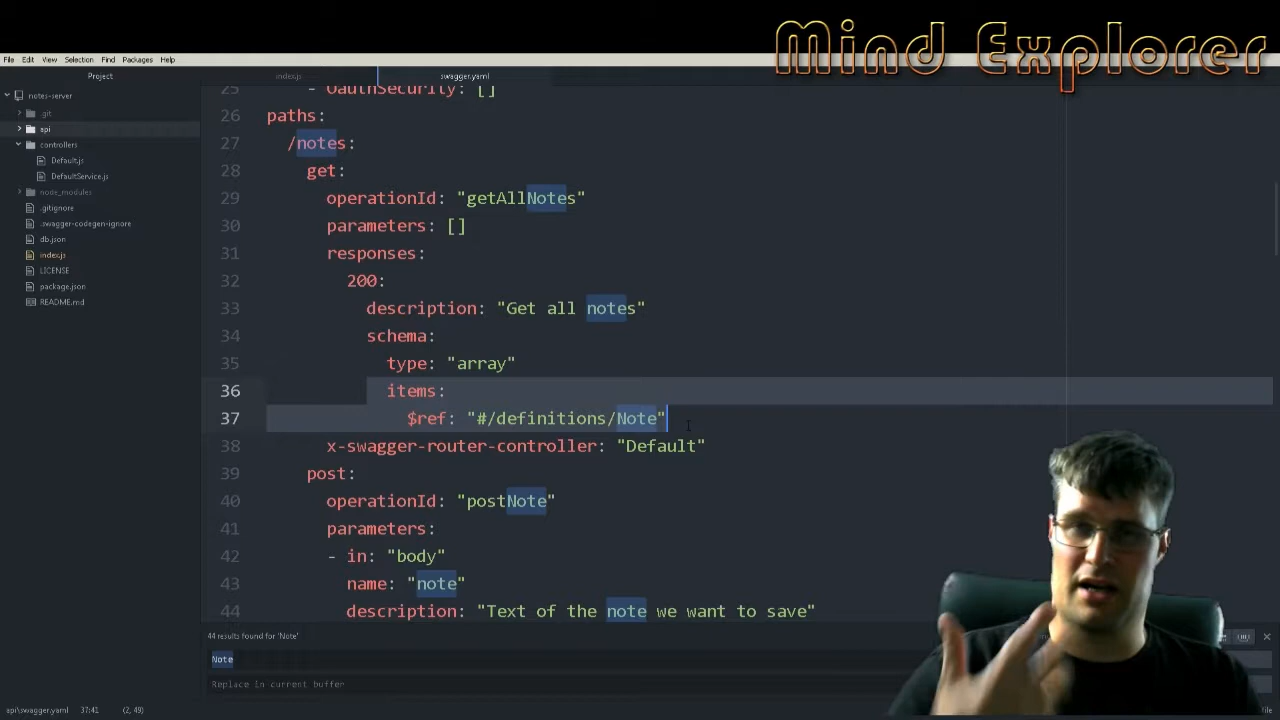 Mind Explorer
File Edit View Selection Find Packages Help
Project
index.js
swagger.yaml
notes-server
.git
api
controllers
Default.js
DefaultService.js
node_modules
.gitignore
.swagger-codegen-ignore
db.json
index.js
LICENSE
package.json
README.md
25 - OauthSecurity: []
26 paths:
27 /notes:
28 get:
29 operationId: "getAllNotes"
30 parameters: []
31 responses:
32 200:
33 description: "Get all notes"
34 schema:
35 type: "array"
36 items:
37 $ref: "#/definitions/Note"
38 x-swagger-router-controller: "Default"
39 post:
40 operationId: "postNote"
41 parameters:
42 - in: "body"
43 name: "note"
44 description: "Text of the note we want to save"
44 results found for 'Note'
Note
Replace in current buffer
api\swagger.yaml 37:41 (2, 49)
file